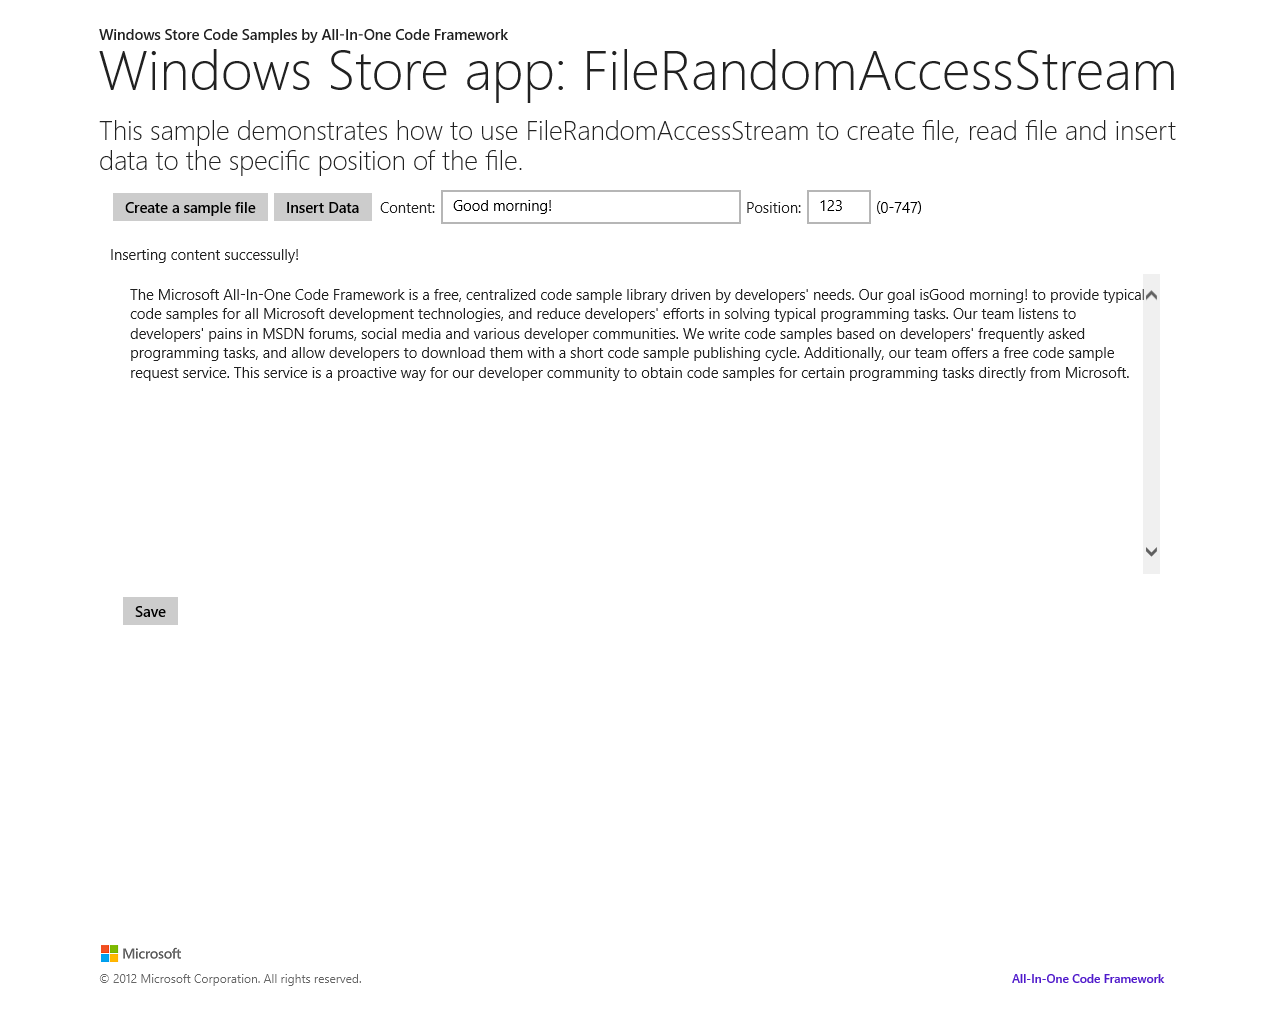 Windows Store Code Samples by All-In-One Code Framework
Windows Store app: FileRandomAccessStream
This sample demonstrates how to use FileRandomAccessStream to create file, read file and insert
data to the specific position of the file.
Create a sample file Insert Data Content: Good morning! Position: 123 (0-747)
Inserting content successully!
The Microsoft All-In-One Code Framework is a free, centralized code sample library driven by developers' needs. Our goal isGood morning! to provide typical
code samples for all Microsoft development technologies, and reduce developers' efforts in solving typical programming tasks. Our team listens to
developers' pains in MSDN forums, social media and various developer communities. We write code samples based on developers' frequently asked
programming tasks, and allow developers to download them with a short code sample publishing cycle. Additionally, our team offers a free code sample
request service. This service is a proactive way for our developer community to obtain code samples for certain programming tasks directly from Microsoft.
Save
Microsoft
© 2012 Microsoft Corporation. All rights reserved. All-In-One Code Framework